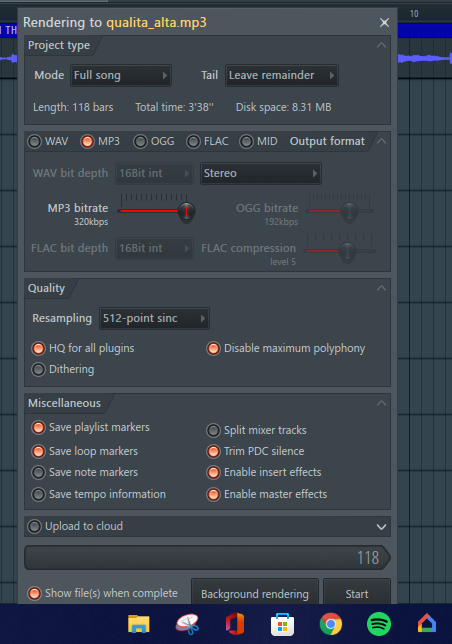 10
Rendering to qualita_alta.mp3
Project type
Mode Full song Tail Leave remainder
Length: 118 bars Total time: 3'38'' Disk space: 8.31 MB
WAV MP3 OGG FLAC MID Output format
WAV bit depth 16Bit int Stereo
MP3 bitrate OGG bitrate
320kbps 192kbps
FLAC bit depth 16Bit int FLAC compression
level 5
Quality
Resampling 512-point sinc
HQ for all plugins Disable maximum polyphony
Dithering
Miscellaneous
Save playlist markers Split mixer tracks
Save loop markers Trim PDC silence
Save note markers Enable insert effects
Save tempo information Enable master effects
Upload to cloud
118
Show file(s) when complete Background rendering Start